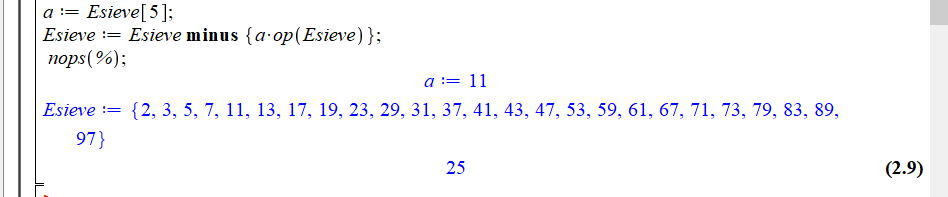 a := Esieve[5];
Esieve := Esieve minus {a·op(Esieve)};
nops(%);
a := 11
Esieve := {2, 3, 5, 7, 11, 13, 17, 19, 23, 29, 31, 37, 41, 43, 47, 53, 59, 61, 67, 71, 73, 79, 83, 89,
97}
25 (2.9)